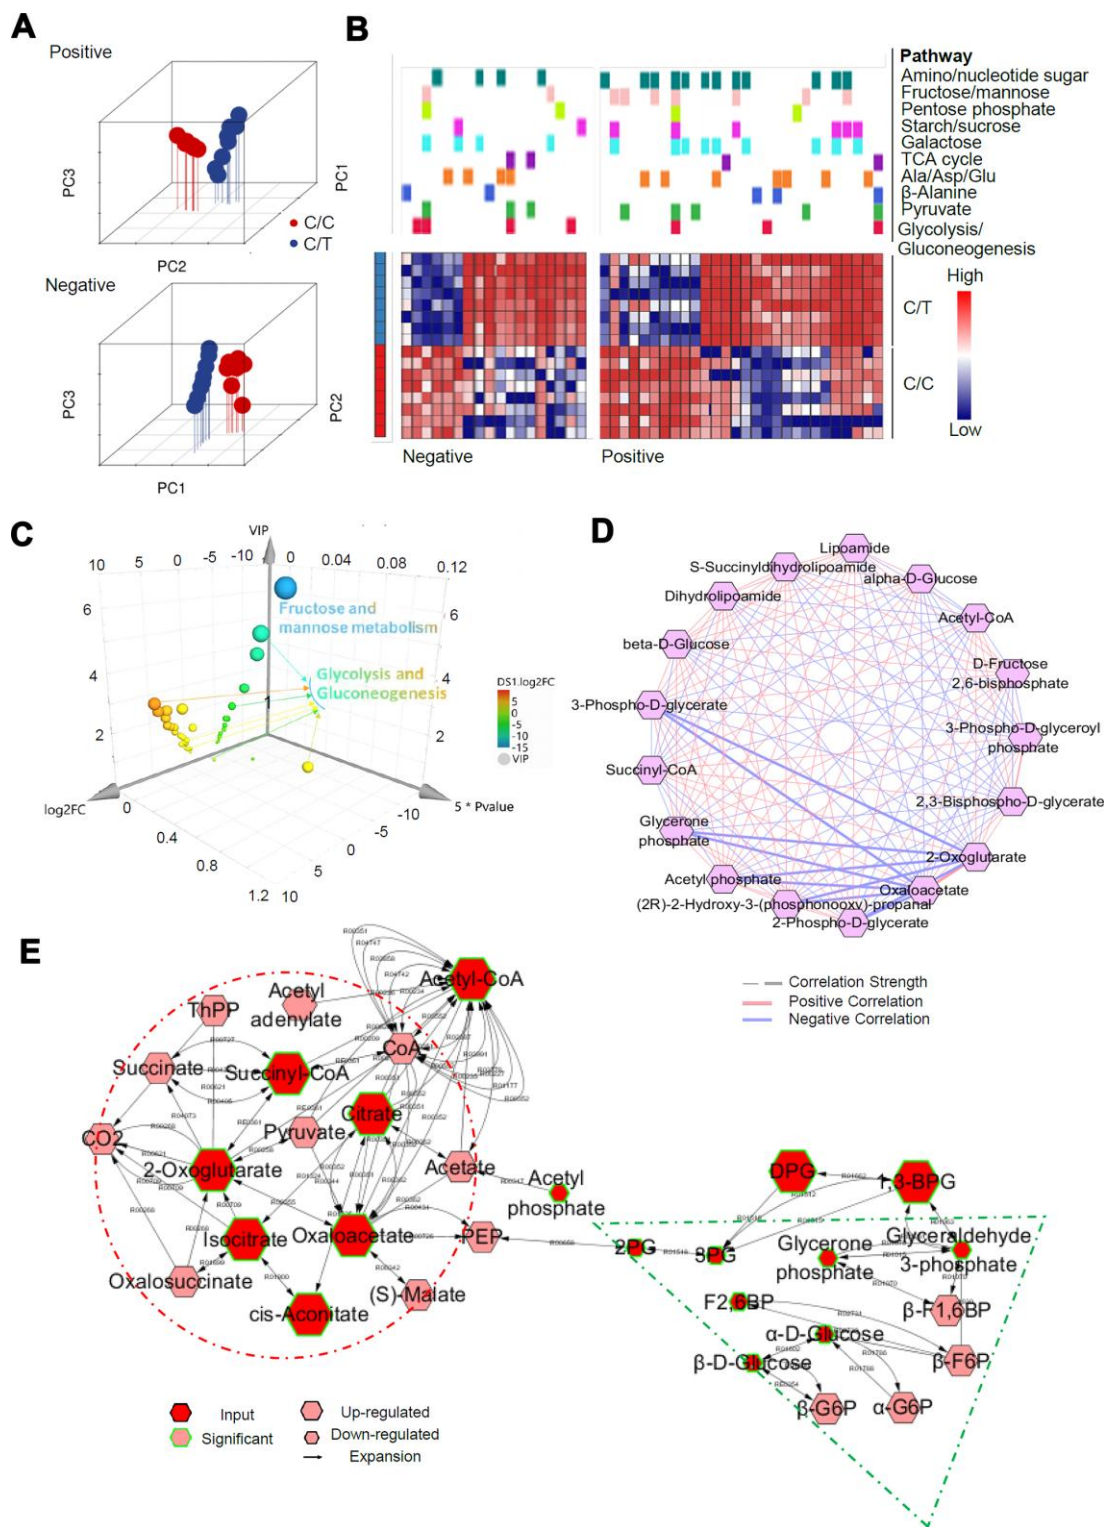 A
Positive
PC3
PC1
PC2
C/C
C/T
Negative
PC3
PC2
PC1
B
Pathway
Amino/nucleotide sugar
Fructose/mannose
Pentose phosphate
Starch/sucrose
Galactose
TCA cycle
Ala/Asp/Glu
β-Alanine
Pyruvate
Glycolysis/
Gluconeogenesis
High
C/T
C/C
Low
Negative
Positive
C
VIP
10 5 0 -5 -10 0 0.04 0.08 0.12
6
4
2
6
4
2
Fructose and
mannose metabolism
Glycolysis and
Gluconeogenesis
1
DS1.log2FC
5
0
-5
-10
-15
VIP
log2FC
5 * Pvalue
0
0.4
0.8
1.2
10
5
0
-5
-10
D
Lipoamide
S-Succinyldihydrolipoamide
alpha-D-Glucose
Dihydrolipoamide
Acetyl-CoA
beta-D-Glucose
D-Fructose
2,6-bisphosphate
3-Phospho-D-glycerate
3-Phospho-D-glyceroyl
phosphate
Succinyl-CoA
2,3-Bisphospho-D-glycerate
Glycerone
phosphate
2-Oxoglutarate
Acetyl phosphate
Oxaloacetate
(2R)-2-Hydroxy-3-(phosphonooxy)-propanal
2-Phospho-D-glycerate
Correlation Strength
Positive Correlation
Negative Correlation
E
Acetyl-CoA
ThPP
Acetyl
adenylate
CoA
Succinate
Succinyl-CoA
Citrate
CO2
Pyruvate
2-Oxoglutarate
Acetate
Acetyl
phosphate
Isocitrate
Oxaloacetate
PEP
Oxalosuccinate
(S)-Malate
cis-Aconitate
DPG
1,3-BPG
2PG
3PG
Glycerone
phosphate
Glyceraldehyde
3-phosphate
F2,6BP
β-F1,6BP
α-D-Glucose
β-D-Glucose
β-F6P
β-G6P
α-G6P
Input
Significant
Up-regulated
Down-regulated
Expansion